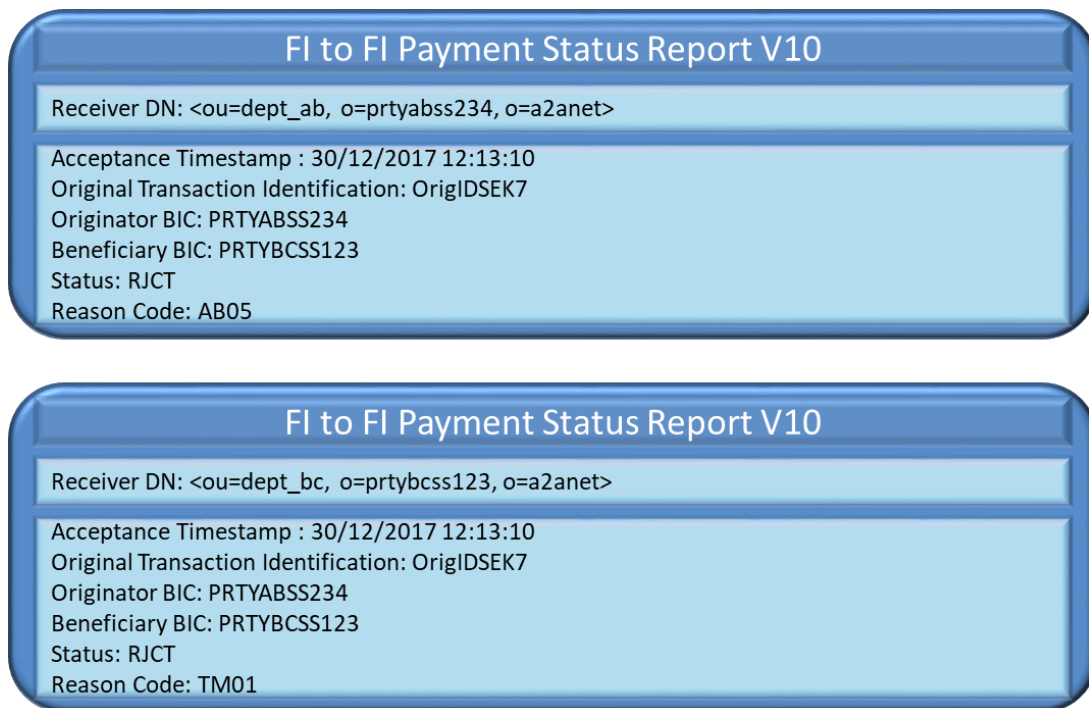 FI to FI Payment Status Report V10
Receiver DN: <ou=dept_ab, o=prtyabss234, o=a2anet>
Acceptance Timestamp : 30/12/2017 12:13:10
Original Transaction Identification: OrigIDSEK7
Originator BIC: PRTYABSS234
Beneficiary BIC: PRTYBCSS123
Status: RJCT
Reason Code: AB05
FI to FI Payment Status Report V10
Receiver DN: <ou=dept_bc, o=prtybcss123, o=a2anet>
Acceptance Timestamp : 30/12/2017 12:13:10
Original Transaction Identification: OrigIDSEK7
Originator BIC: PRTYABSS234
Beneficiary BIC: PRTYBCSS123
Status: RJCT
Reason Code: TM01